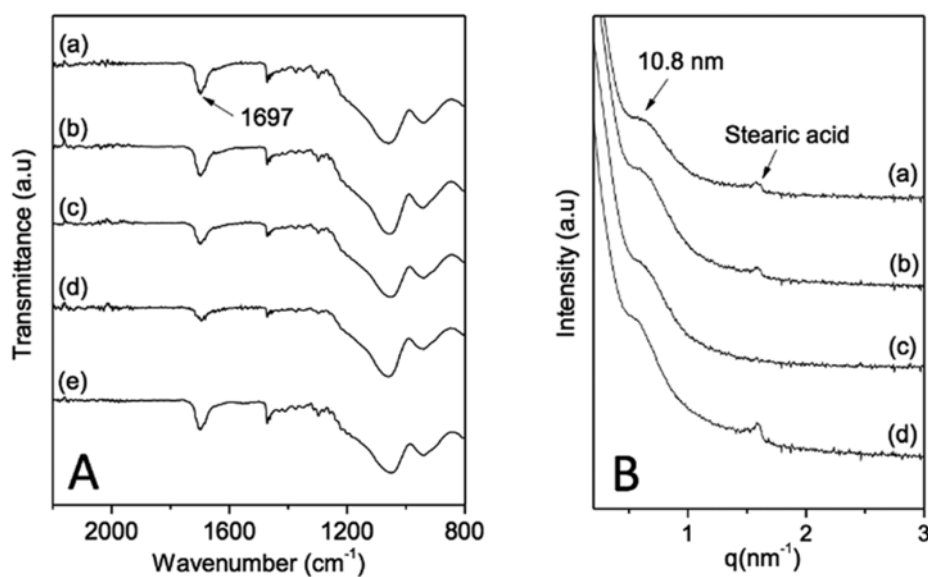 (a)
1697
(b)
(c)
(d)
(e)
A
Transmittance (a.u)
2000 1600 1200 800
Wavenumber (cm⁻¹)
10.8 nm
Stearic acid
(a)
(b)
(c)
(d)
B
Intensity (a.u)
1 2 3
q(nm⁻¹)